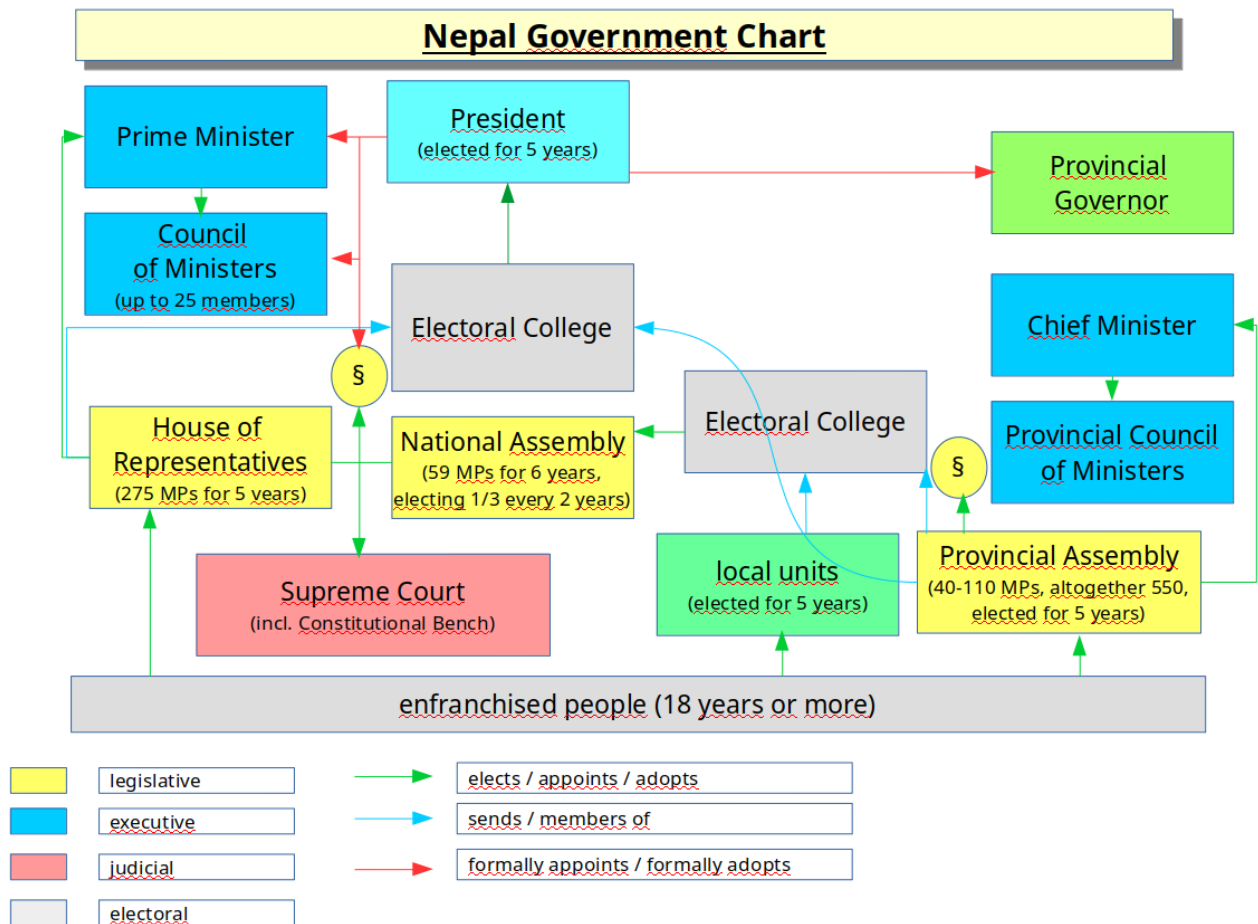 Nepal Government Chart
Prime Minister
President
(elected for 5 years)
Provincial
Governor
Council
of Ministers
(up to 25 members)
Electoral College
Chief Minister
§
House of
Representatives
(275 MPs for 5 years)
National Assembly
(59 MPs for 6 years,
electing 1/3 every 2 years)
Electoral College
§
Provincial Council
of Ministers
Supreme Court
(incl. Constitutional Bench)
local units
(elected for 5 years)
Provincial Assembly
(40-110 MPs, altogether 550,
elected for 5 years)
enfranchised people (18 years or more)
legislative
elects / appoints / adopts
executive
sends / members of
judicial
formally appoints / formally adopts
electoral